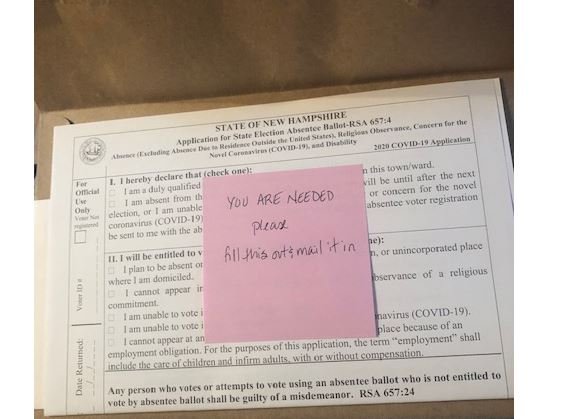 STATE OF NEW HAMPSHIRE
Application for State Election Absentee Ballot-RSA 657:4
Absence (Excluding Absence Due to Residence Outside the United States), Religious Observance, Concern for the
Novel Coronavirus (COVID-19), and Disability
2020 COVID-19 Application
For
Official
Use
Only
Voter Not
registered
Voter ID #
Date Returned:
I. I hereby declare that (check one):
I am a duly qualified
n this town/ward.
I am absent from th
will be until after the next
election, or I am unable
or concern for the novel
coronavirus (COVID-19)
absentee voter registration
be sent to me with the ab
YOU ARE NEEDED
please
fill this out & mail it in
II. I will be entitled to v
ne):
I plan to be absent on
n, or unincorporated place
where I am domiciled.
I cannot appear in
observance of a religious
commitment.
I am unable to vote i
navirus (COVID-19).
I am unable to vote i
I cannot appear at an
place because of an
employment obligation. For the purposes of this application, the term "employment" shall
include the care of children and infirm adults, with or without compensation.
Any person who votes or attempts to vote using an absentee ballot who is not entitled to
vote by absentee ballot shall be guilty of a misdemeanor. RSA 657:24